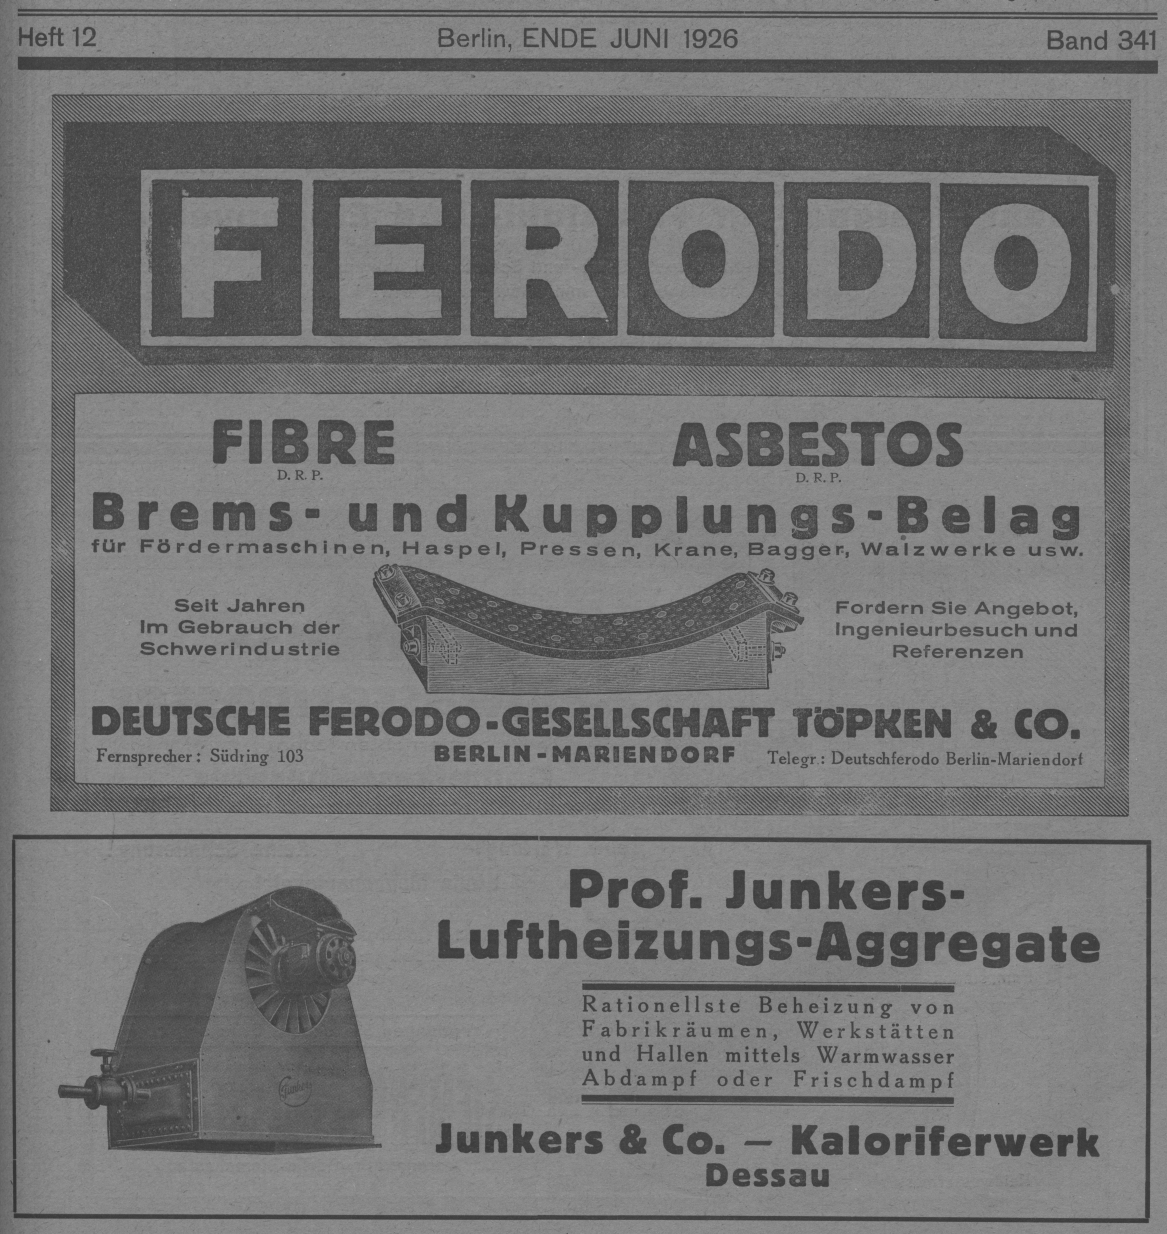 Heft 12 Berlin, ENDE JUNI 1926 Band 341
FERODO
FIBRE ASBESTOS
D. R. P. D. R. P.
Brems- und Kupplungs-Belag
für Fördermaschinen, Haspel, Pressen, Krane, Bagger, Walzwerke usw.
Seit Jahren
im Gebrauch der
Schwerindustrie
Fordern Sie Angebot,
Ingenieurbesuch und
Referenzen
DEUTSCHE FERODO-GESELLSCHAFT TÖPKEN & CO.
Fernsprecher: Südring 103 BERLIN-MARIENDORF Telegr.: Deutschferodo Berlin-Mariendorf
Prof. Junkers-
Luftheizungs-Aggregate
Rationellste Beheizung von
Fabrikräumen, Werkstätten
und Hallen mittels Warmwasser
Abdampf oder Frischdampf
Junkers
Junkers & Co. — Kaloriferwerk
Dessau